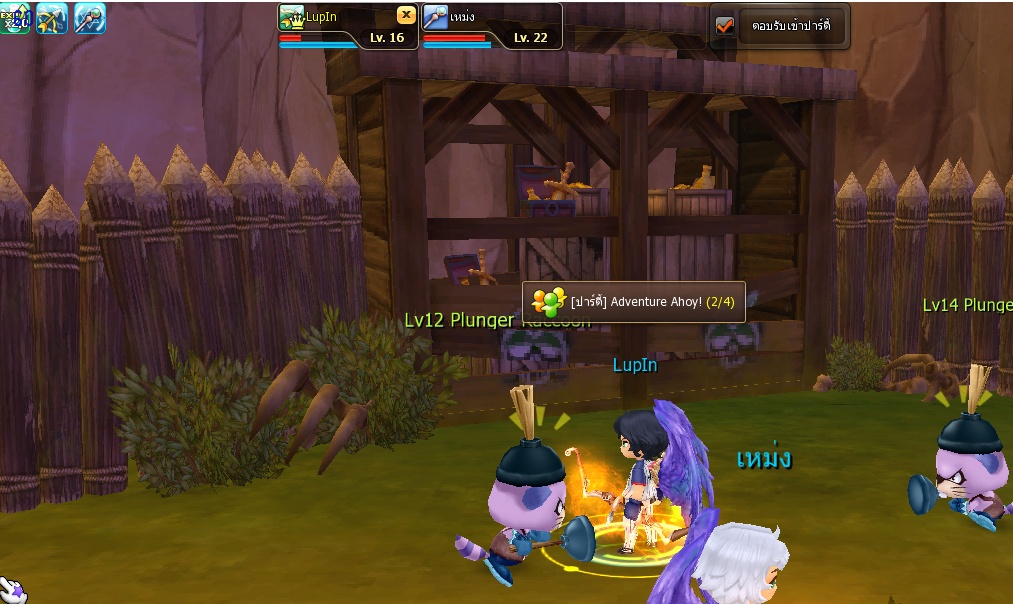 LupIn
Lv. 16
เหม่ง
Lv. 22
ตอบรับเข้าปาร์ตี้
[ปาร์ตี้] Adventure Ahoy! (2/4)
Lv12 Plunger Raccoon
Lv14 Plunge
LupIn
เหม่ง